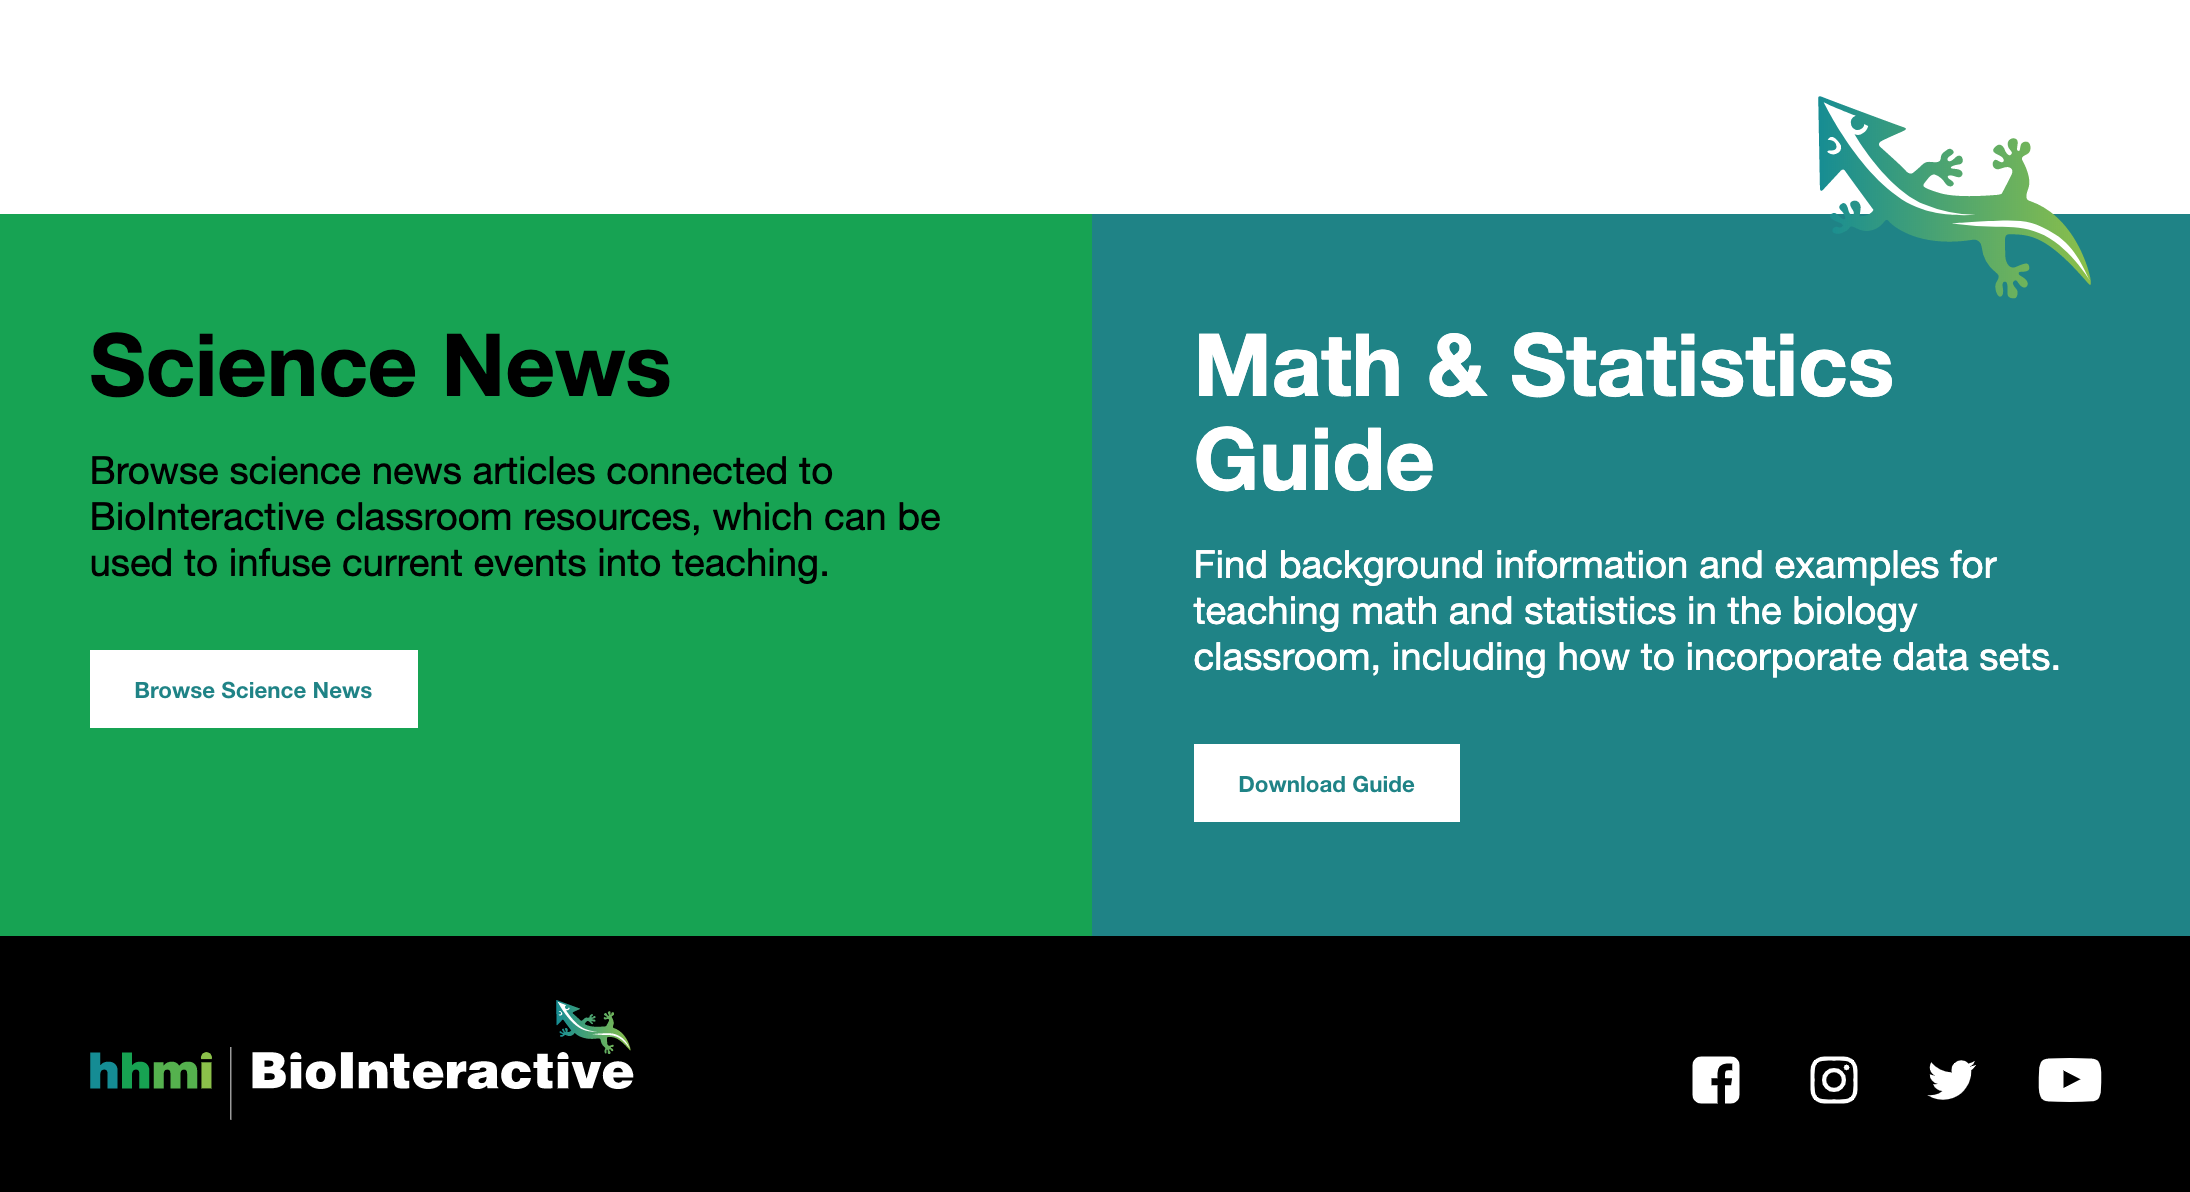 Science News
Browse science news articles connected to
BioInteractive classroom resources, which can be
used to infuse current events into teaching.
Browse Science News
Math & Statistics
Guide
Find background information and examples for
teaching math and statistics in the biology
classroom, including how to incorporate data sets.
Download Guide
hhmi | BioInteractive